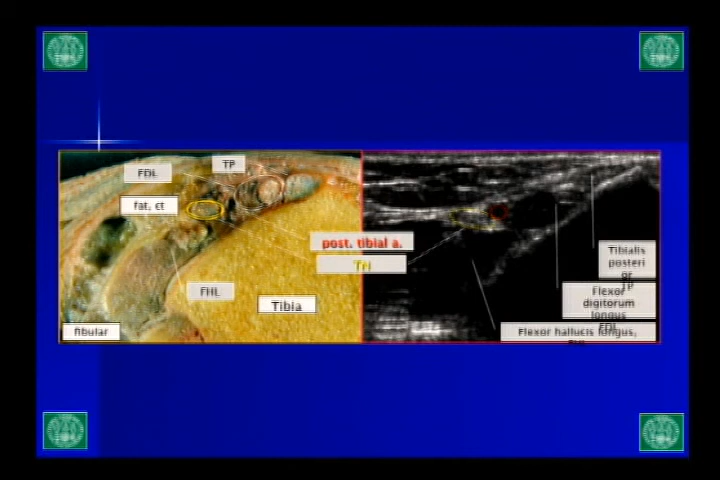 TP
FDL
fat, ct
post. tibial a.
TN
FHL
Tibia
fibular
Tibialis
posteri
or
TP
Flexor
digitorum
longus
FDL
Flexor hallucis longus,
FHL